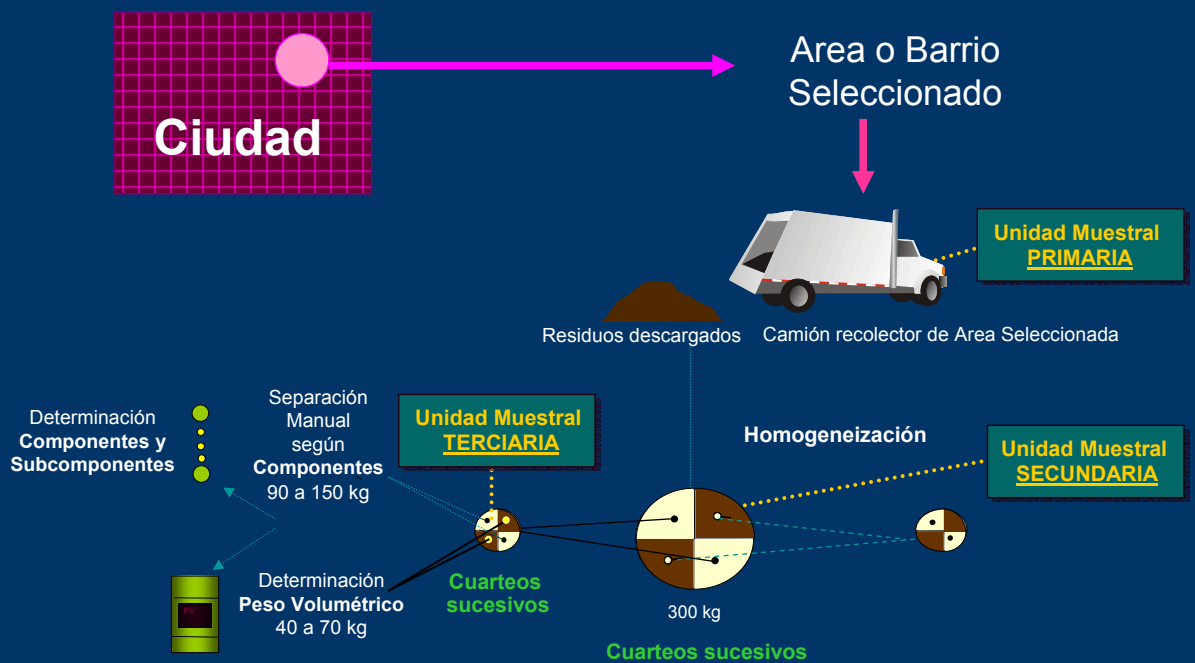 Ciudad
Area o Barrio
Seleccionado
Unidad Muestral
PRIMARIA
Residuos descargados
Camión recolector de Area Seleccionada
Determinación
Componentes y
Subcomponentes
Separación
Manual
según
Componentes
90 a 150 kg
Unidad Muestral
TERCIARIA
Homogeneización
Unidad Muestral
SECUNDARIA
PV
Determinación
Peso Volumétrico
40 a 70 kg
Cuarteos
sucesivos
300 kg
Cuarteos sucesivos